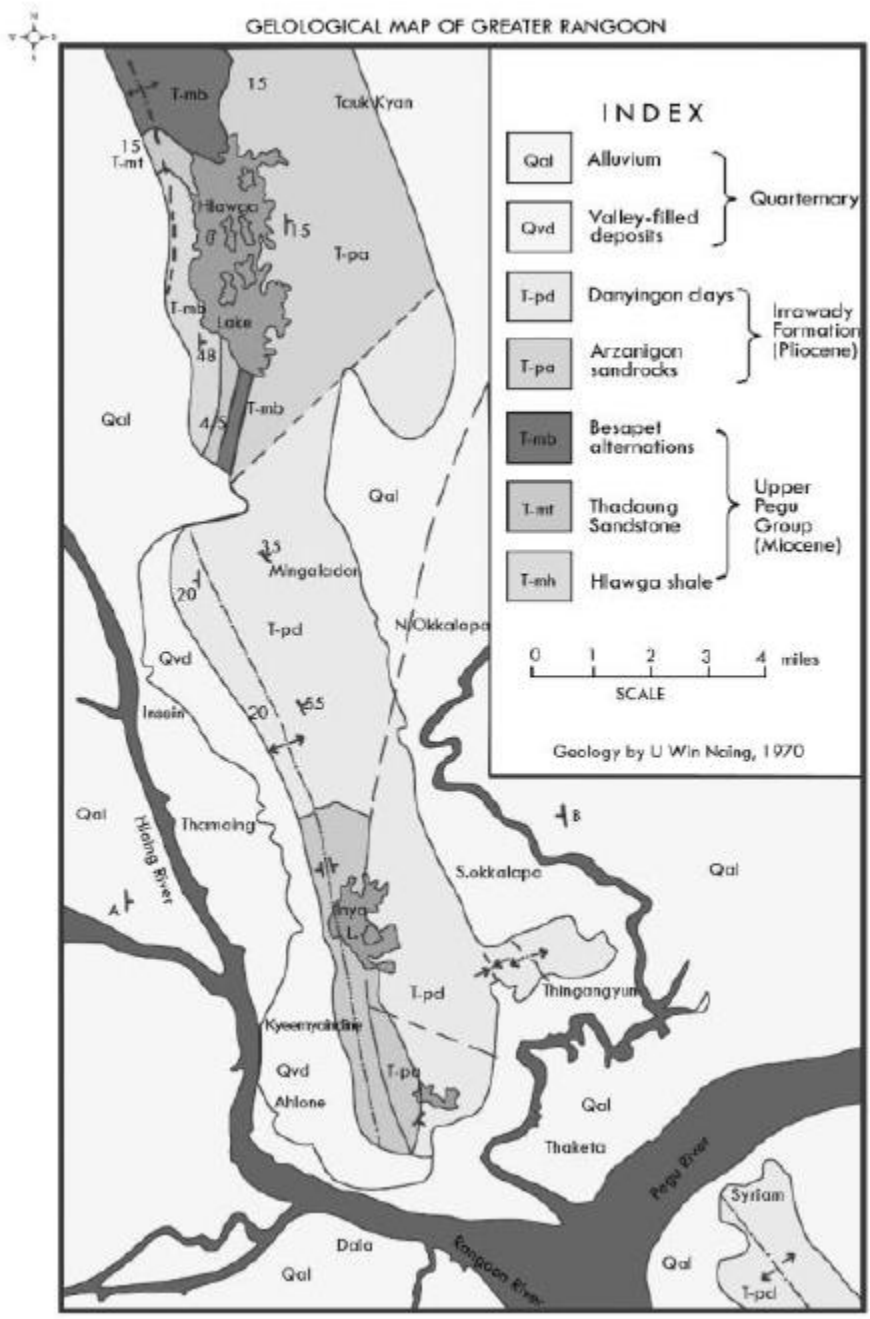 GELOLOGICAL MAP OF GREATER RANGOON
N
T-mb
15
Tauk Kyan
15
T-mt
Hlawga
15
T-pa
T-mb
Lake
48
T-mb
45
Qal
Qal
35
Mingaladon
20
T-pd
N.Okkalapa
Qvd
Insein
20
55
Qal
Thamaing
Hlaing River
A
B
S.okkalapa
Qal
Inya
L.
T-pd
Thingangyun
Kyeemyindine
Qvd
T-pa
Ahlone
Qal
Thaketa
Pegu River
Syriam
Dala
Qal
Rangoon River
Qal
T-pd
INDEX
Qal Alluvium
Quarternary
Qvd Valley-filled
deposits
T-pd Danyingon clays
Irrawady
Formation
(Pliocene)
T-pa Arzanigon
sandrocks
T-mb Besapet
alternations
Upper
Pegu
Group
(Miocene)
T-mt Thadaung
Sandstone
T-mh Hlawga shale
0 1 2 3 4 miles
SCALE
Geology by U Win Naing, 1970